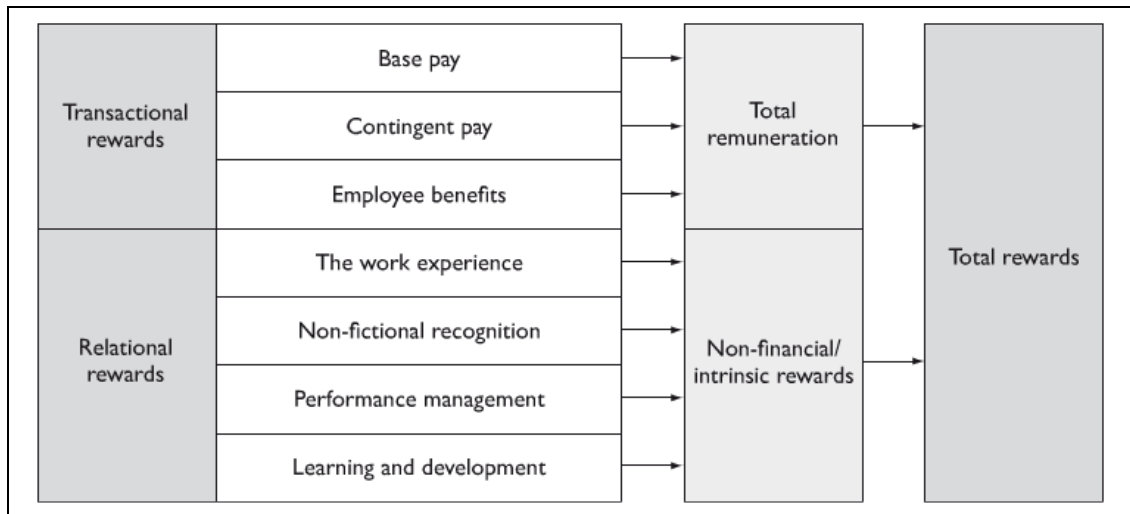 Transactional
rewards
Base pay
Contingent pay
Employee benefits
Total
remuneration
Relational
rewards
The work experience
Non-fictional recognition
Performance management
Learning and development
Non-financial/
intrinsic rewards
Total rewards